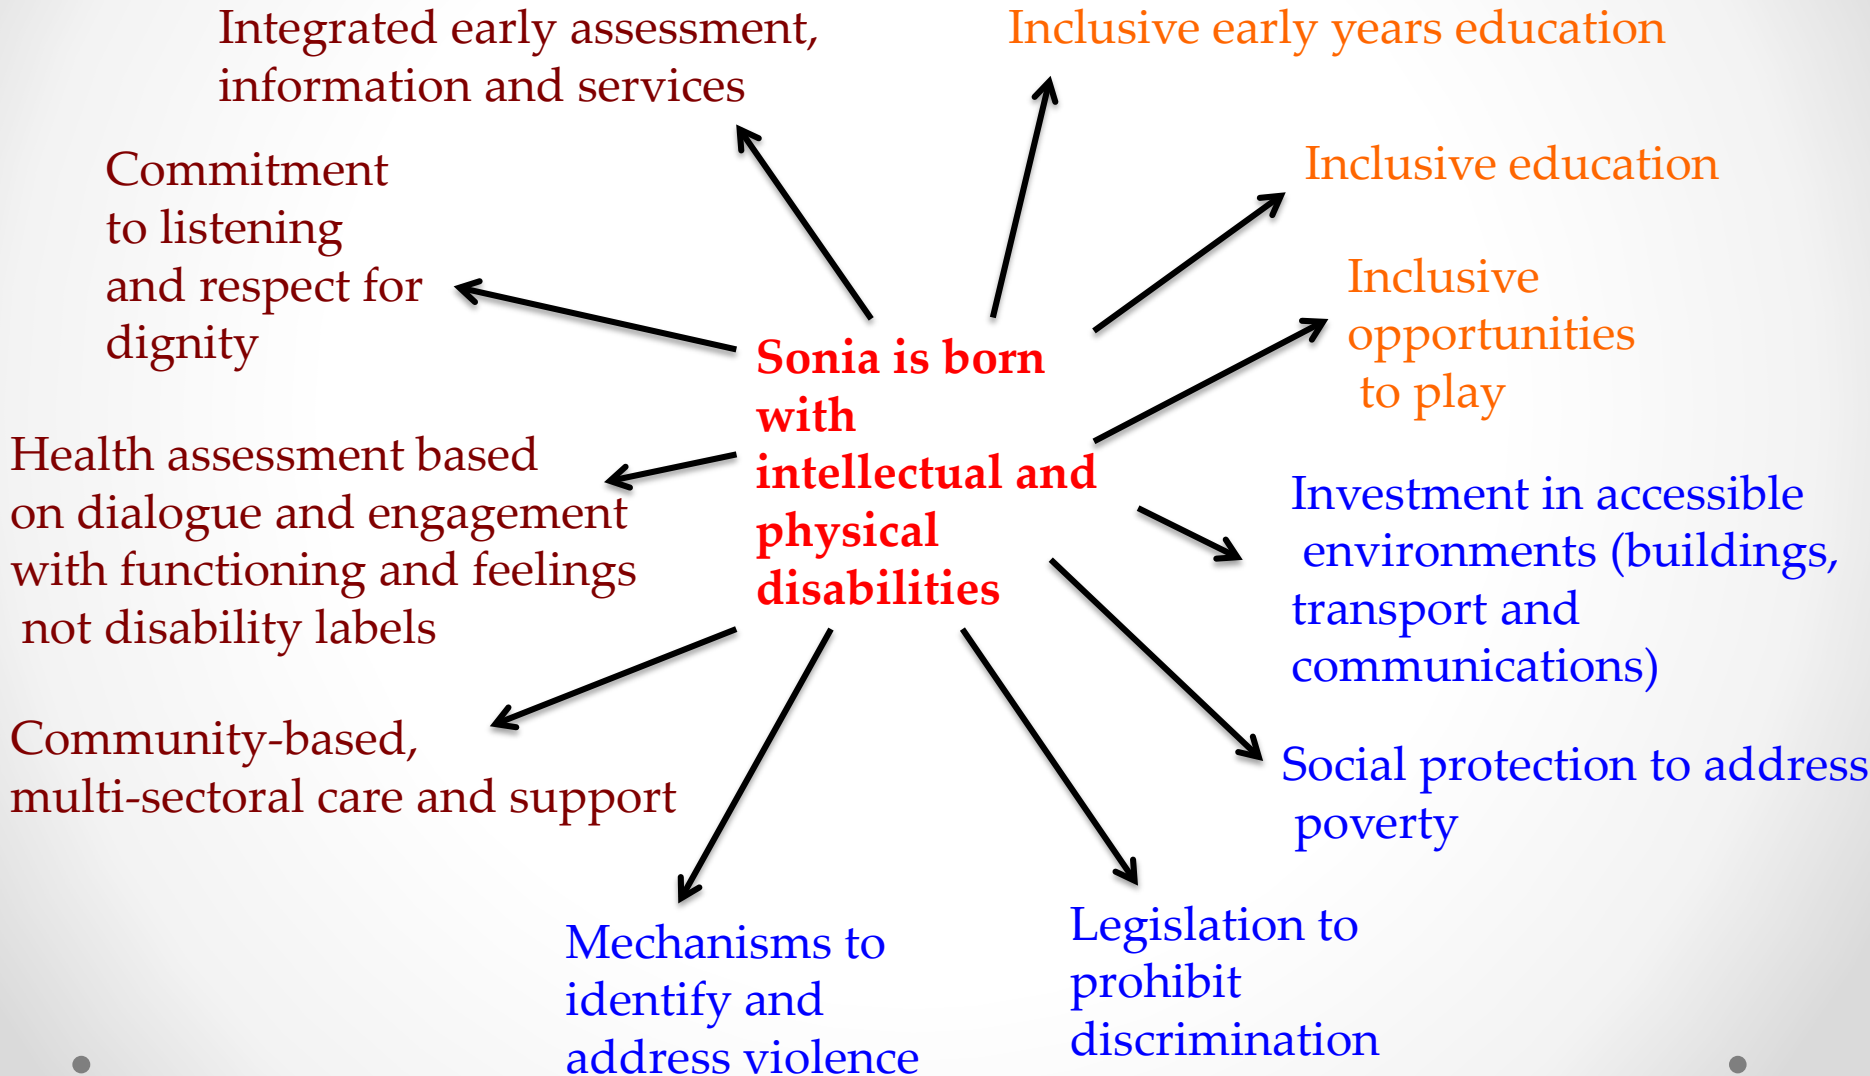 Integrated early assessment,
information and services
Inclusive early years education
Commitment
to listening
and respect for
dignity
Inclusive education
Inclusive
opportunities
to play
Sonia is born
with
intellectual and
physical
disabilities
Health assessment based
on dialogue and engagement
with functioning and feelings
not disability labels
Investment in accessible
environments (buildings,
transport and
communications)
Community-based,
multi-sectoral care and support
Social protection to address
poverty
Mechanisms to
identify and
address violence
Legislation to
prohibit
discrimination